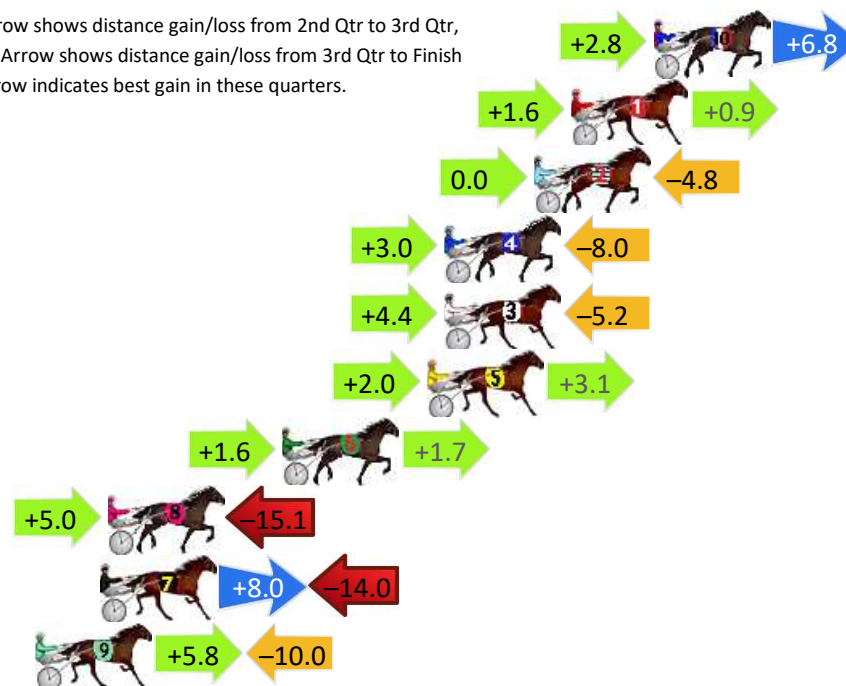 row shows distance gain/loss from 2nd Qtr to 3rd Qtr,
Arrow shows distance gain/loss from 3rd Qtr to Finish
row indicates best gain in these quarters.
+2.8 10 +6.8
+1.6 1 +0.9
0.0 2 –4.8
+3.0 4 –8.0
+4.4 3 –5.2
+2.0 5 +3.1
+1.6 6 +1.7
+5.0 8 –15.1
7 +8.0 –14.0
9 +5.8 –10.0